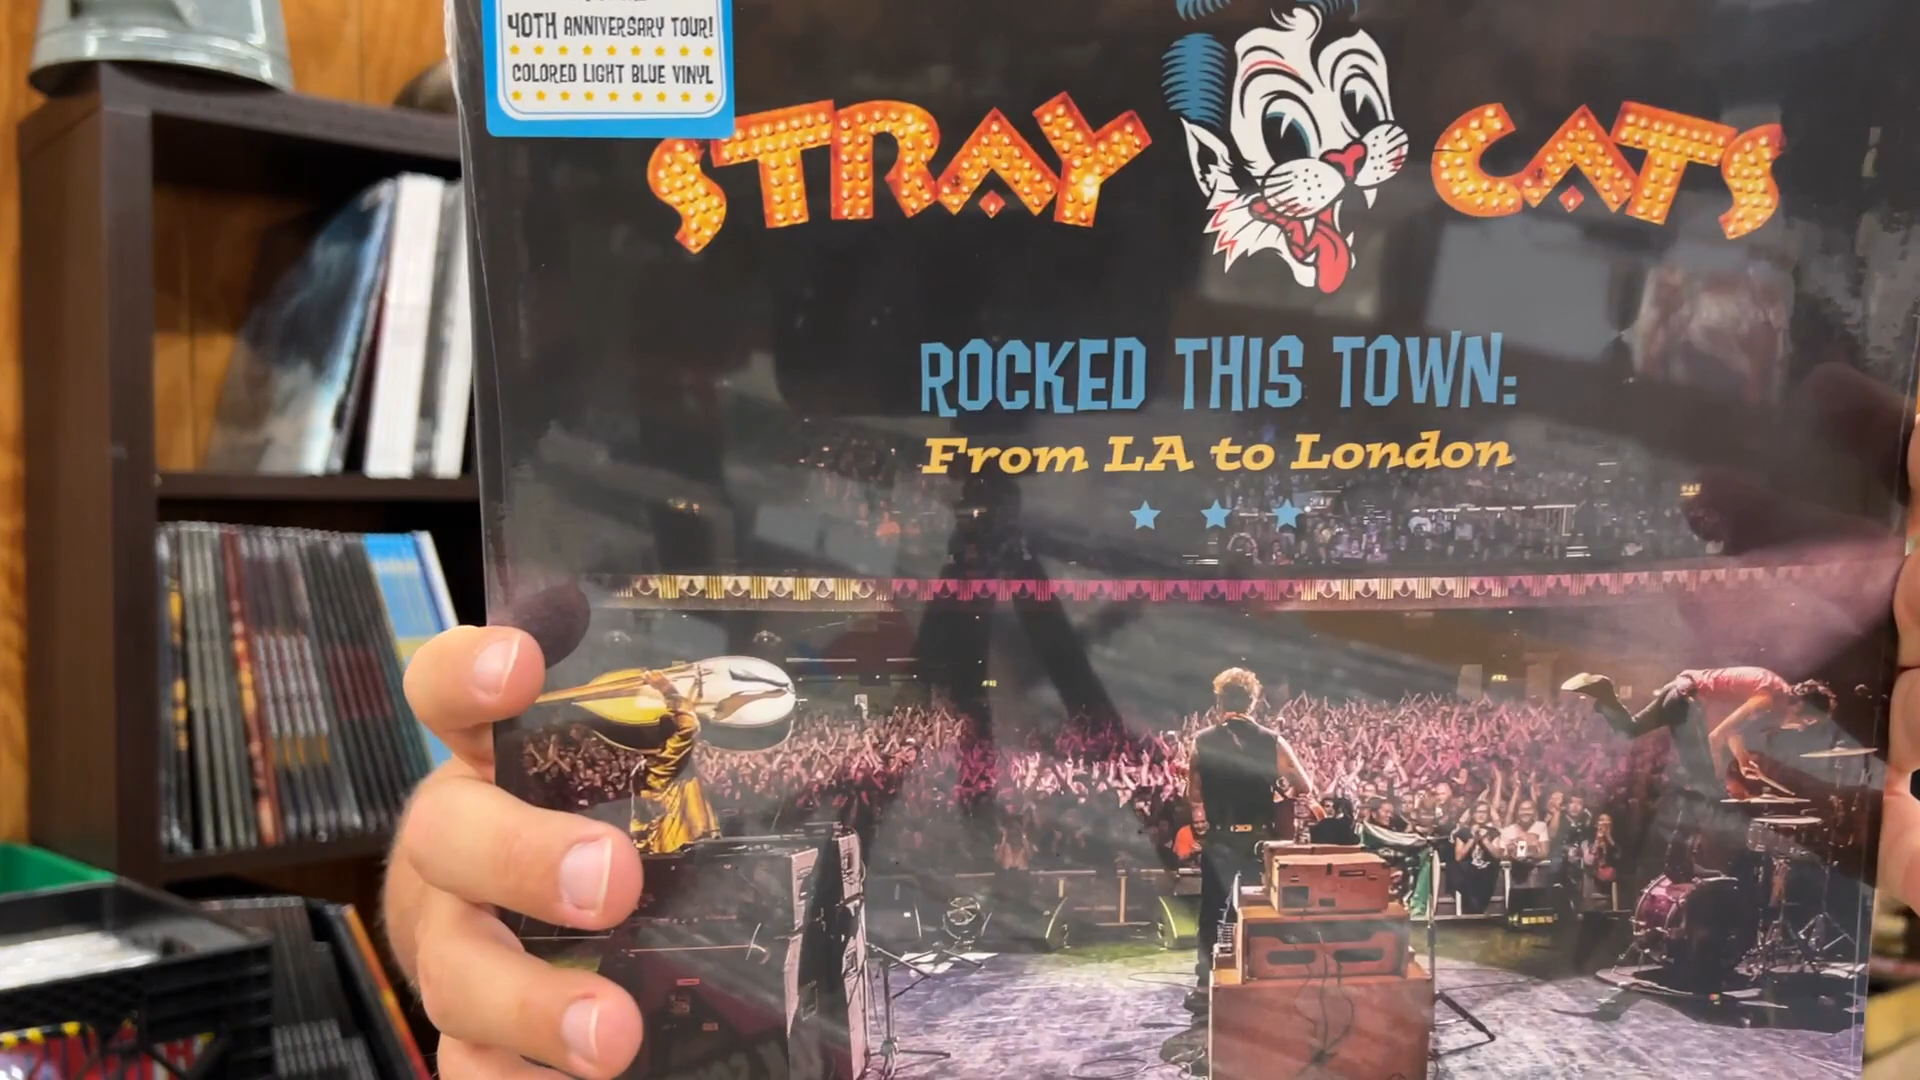 40TH ANNIVERSARY TOUR!
COLORED LIGHT BLUE VINYL
STRAY CATS
ROCKED THIS TOWN:
From LA to London